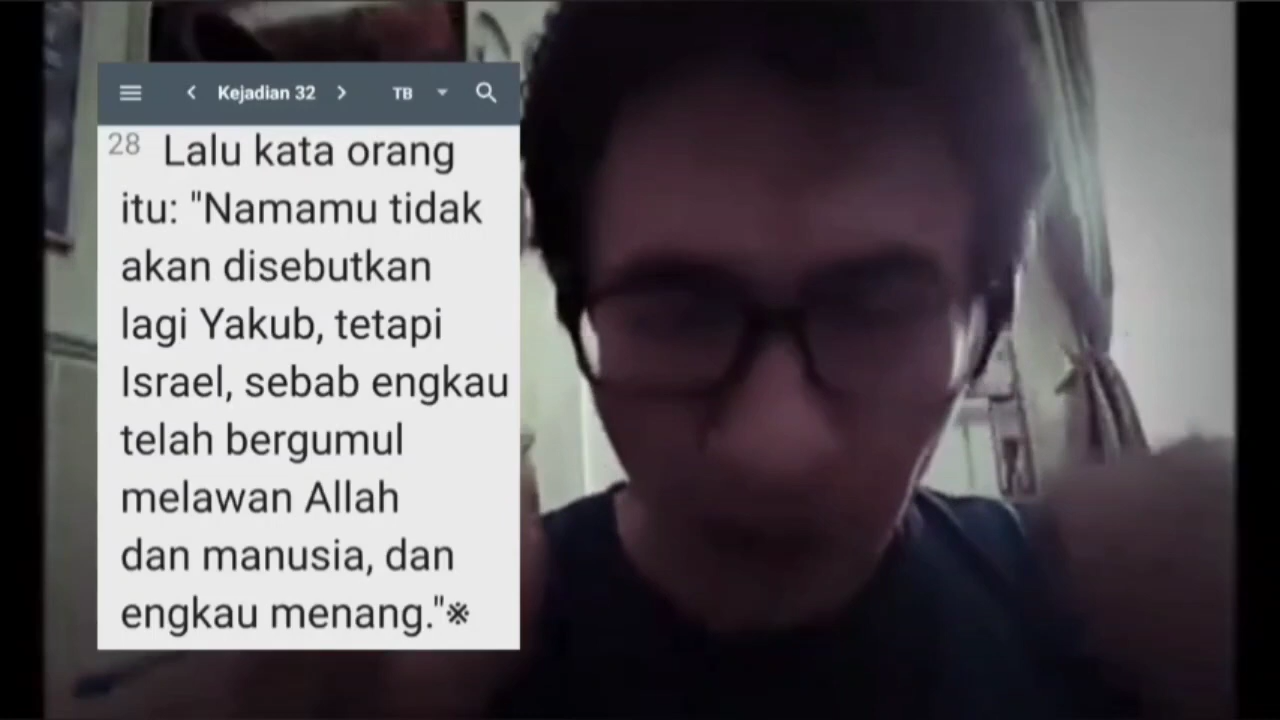 Kejadian 32 TB
28 Lalu kata orang
itu: "Namamu tidak
akan disebutkan
lagi Yakub, tetapi
Israel, sebab engkau
telah bergumul
melawan Allah
dan manusia, dan
engkau menang."※